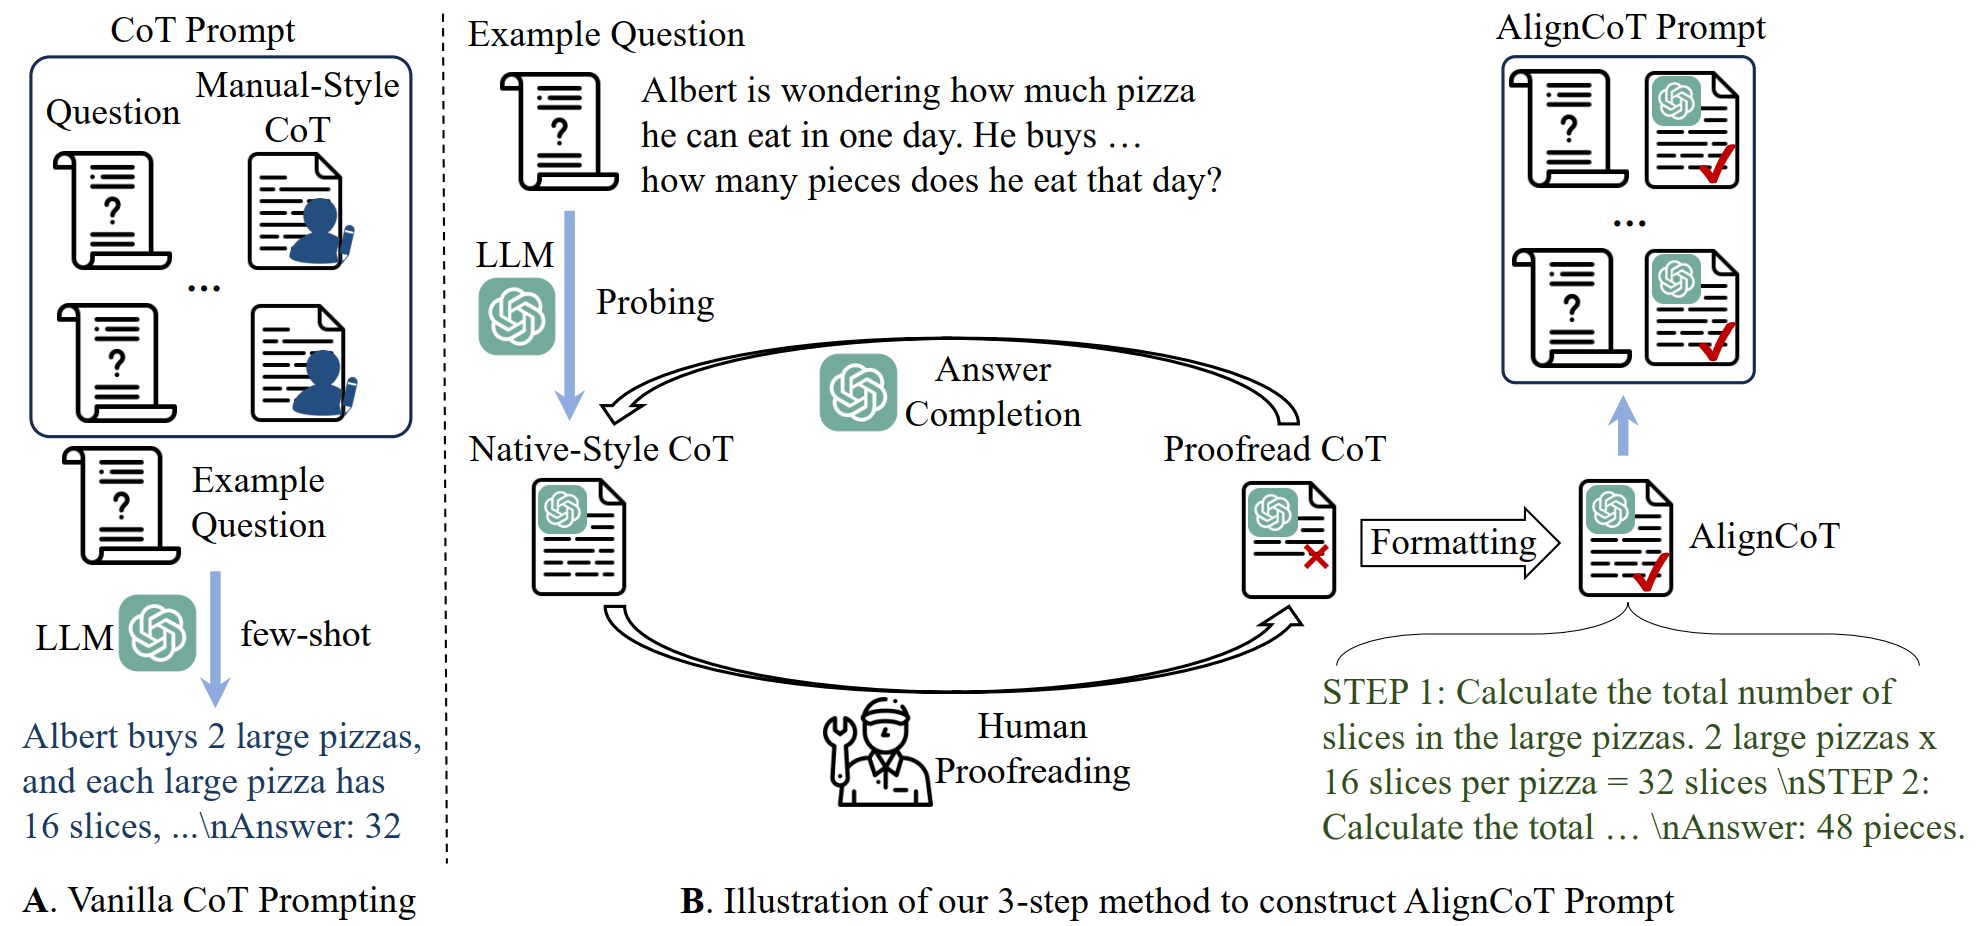 CoT Prompt
Question
Manual-Style
CoT
?
...
?
Example
Question
?
LLM
few-shot
Albert buys 2 large pizzas,
and each large pizza has
16 slices, ...\nAnswer: 32
A. Vanilla CoT Prompting
Example Question
?
Albert is wondering how much pizza
he can eat in one day. He buys …
how many pieces does he eat that day?
LLM
Probing
Answer
Completion
Native-Style CoT
Proofread CoT
Human
Proofreading
Formatting
AlignCoT
AlignCoT Prompt
?
...
?
STEP 1: Calculate the total number of
slices in the large pizzas. 2 large pizzas x
16 slices per pizza = 32 slices \nSTEP 2:
Calculate the total … \nAnswer: 48 pieces.
B. Illustration of our 3-step method to construct AlignCoT Prompt